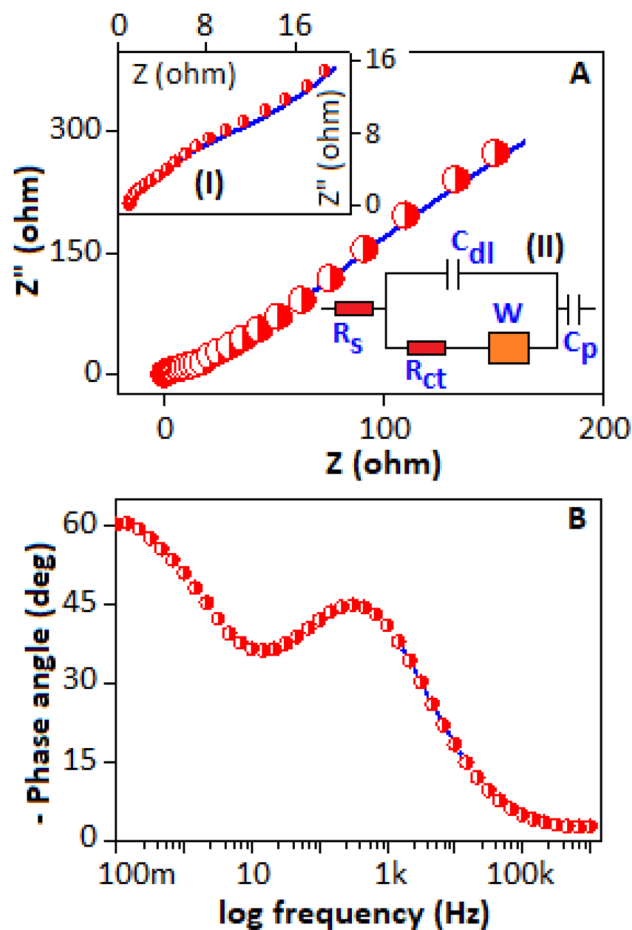 0 8 16
Z (ohm)
16
8
0
Z" (ohm)
(I)
A
300
150
0
Z" (ohm)
Cdl
(II)
W
Rs
Rct
Cp
0 100 200
Z (ohm)
B
60
45
30
15
0
- Phase angle (deg)
100m 10 1k 100k
log frequency (Hz)